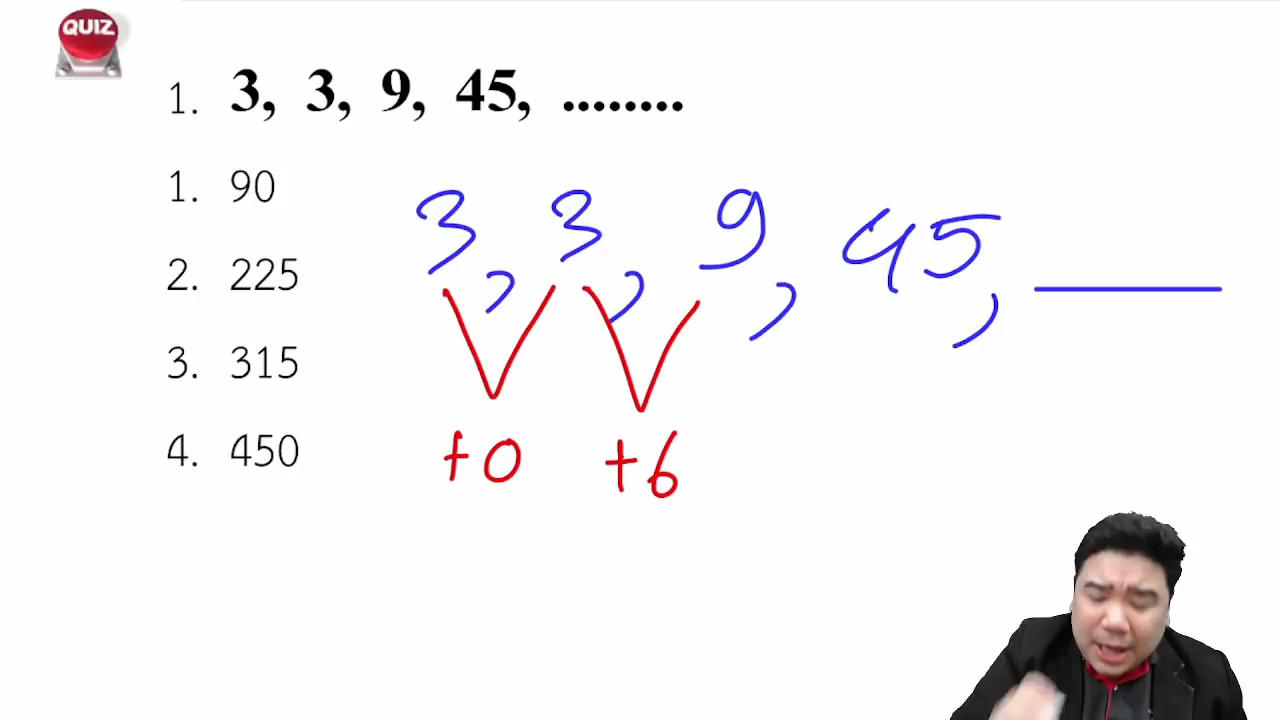 QUIZ
1. 3, 3, 9, 45, ........
1. 90
2. 225
3. 315
4. 450
3, 3, 9, 45, ____
+0 +6